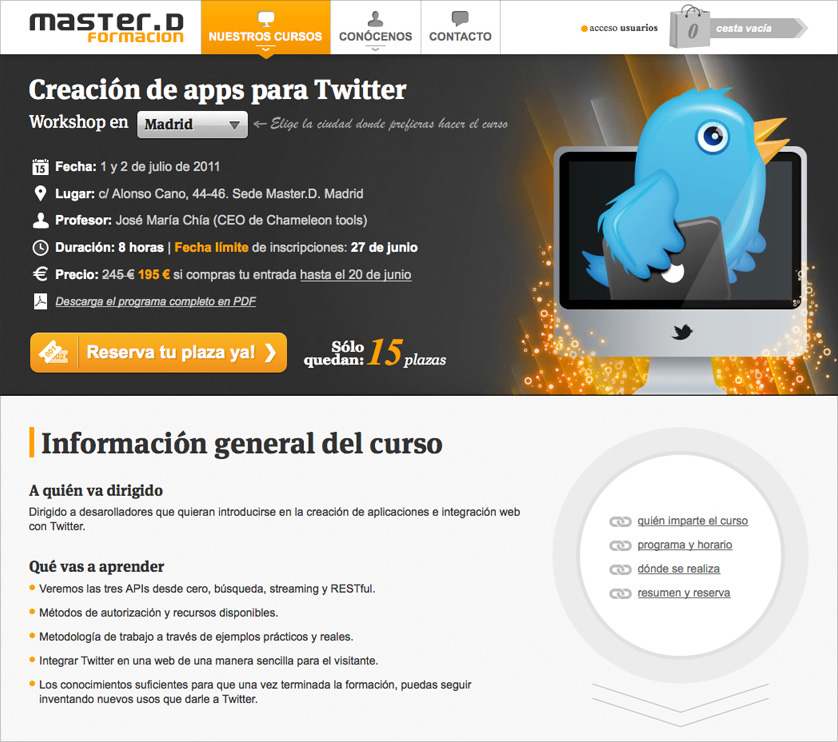 master.D
formacion
NUESTROS CURSOS
CONÓCENOS
CONTACTO
acceso usuarios
0
cesta vacía
Creación de apps para Twitter
Workshop en Madrid
Elige la ciudad donde prefieras hacer el curso
15 Fecha: 1 y 2 de julio de 2011
Lugar: c/ Alonso Cano, 44-46. Sede Master.D. Madrid
Profesor: José María Chía (CEO de Chameleon tools)
Duración: 8 horas | Fecha límite de inscripciones: 27 de junio
Precio: 245 € 195 € si compras tu entrada hasta el 20 de junio
Descarga el programa completo en PDF
001
002
Reserva tu plaza ya!
Sólo
quedan: 15 plazas
Información general del curso
A quién va dirigido
Dirigido a desarolladores que quieran introducirse en la creación de aplicaciones e integración web
con Twitter.
Qué vas a aprender
Veremos las tres APIs desde cero, búsqueda, streaming y RESTful.
Métodos de autorización y recursos disponibles.
Metodología de trabajo a través de ejemplos prácticos y reales.
Integrar Twitter en una web de una manera sencilla para el visitante.
Los conocimientos suficientes para que una vez terminada la formación, puedas seguir
inventando nuevos usos que darle a Twitter.
quién imparte el curso
programa y horario
dónde se realiza
resumen y reserva